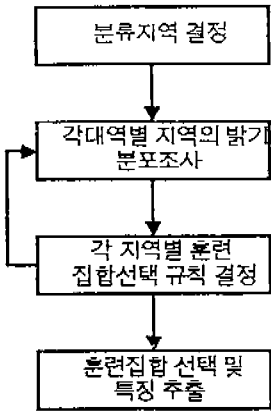 분류지역 결정
각대역별 지역의 밝기
분포조사
각 지역별 훈련
집합선택 규칙 결정
훈련집합 선택 및
특징 추출